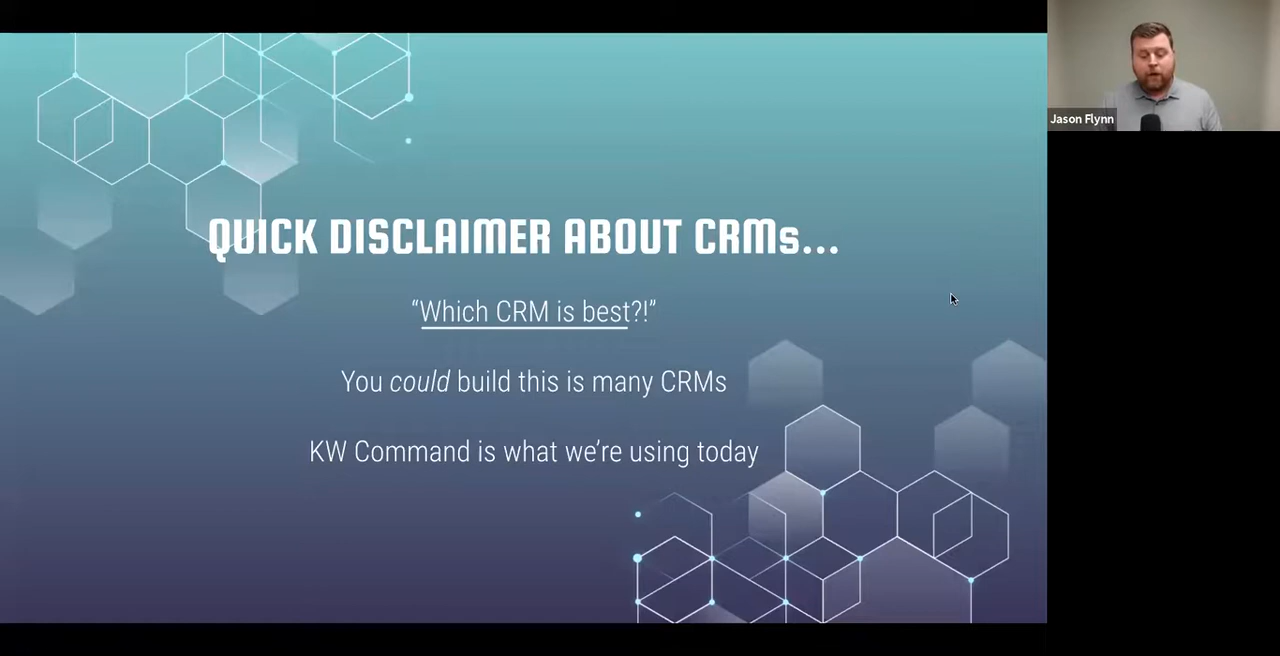 QUICK DISCLAIMER ABOUT CRMs...
“Which CRM is best?!”
You could build this is many CRMs
KW Command is what we’re using today
Jason Flynn